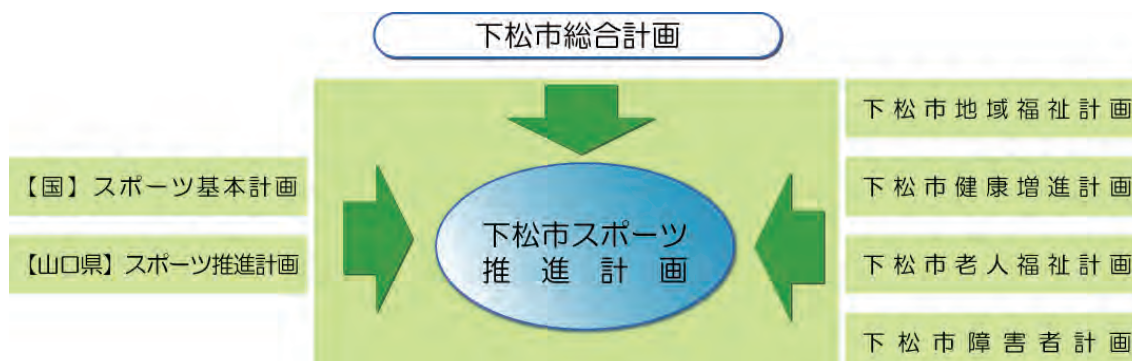 下松市総合計画
【国】スポーツ基本計画
【山口県】スポーツ推進計画
下松市スポーツ
推進計画
下松市地域福祉計画
下松市健康増進計画
下松市老人福祉計画
下松市障害者計画